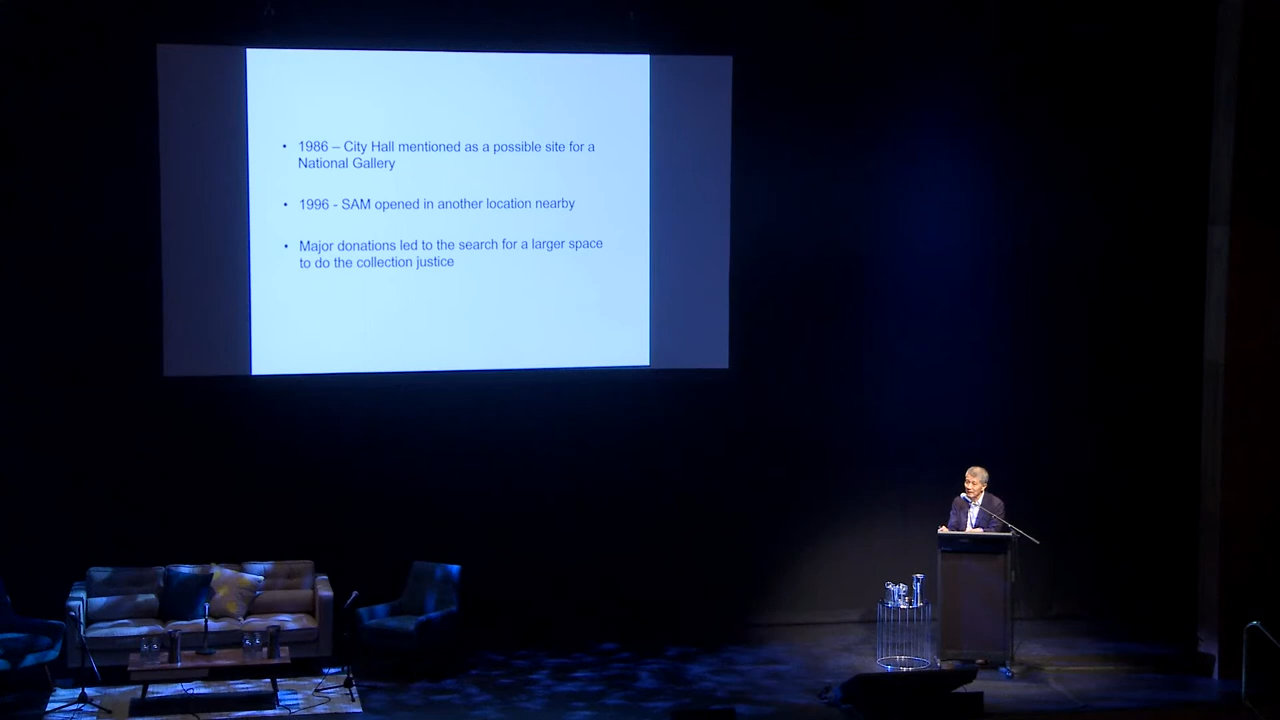 • 1986 – City Hall mentioned as a possible site for a
National Gallery
• 1996 - SAM opened in another location nearby
• Major donations led to the search for a larger space
to do the collection justice